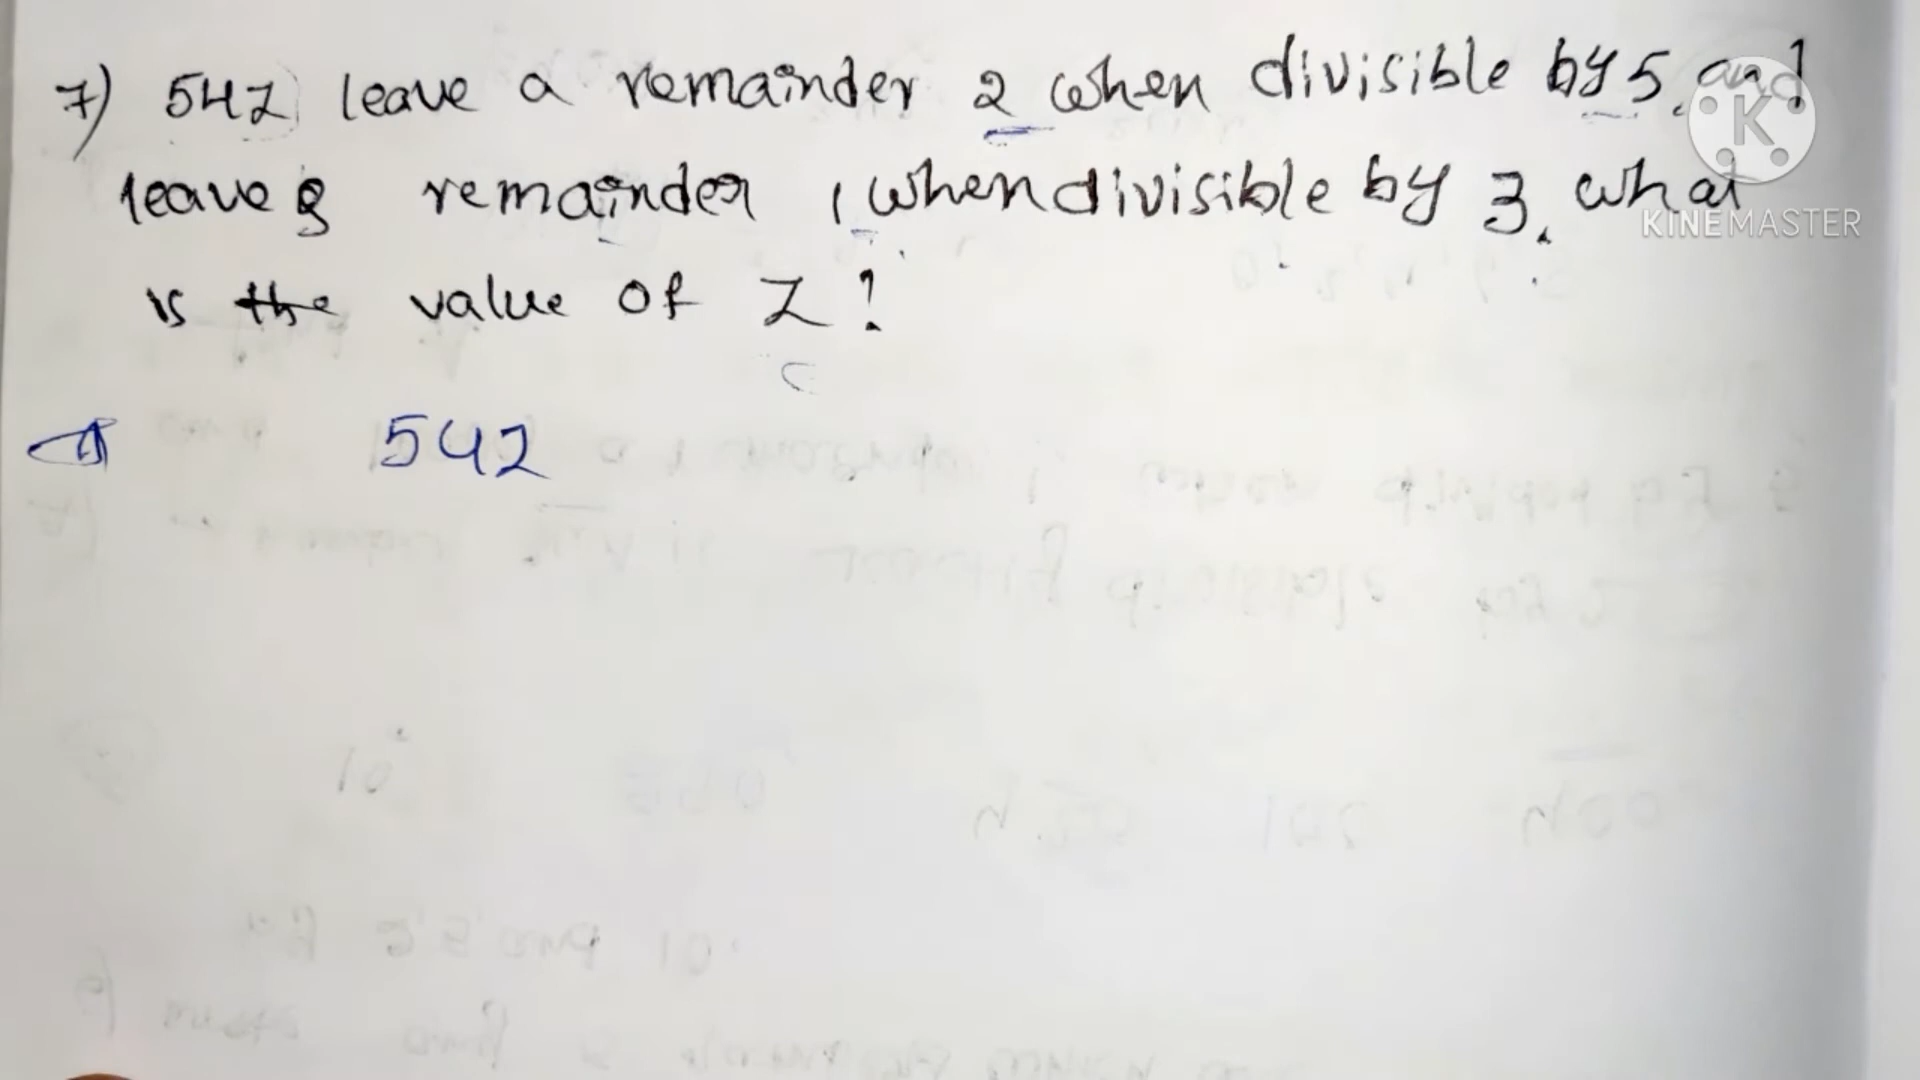 7) 54z leave a remainder 2 when divisible by 5, and
leave remainder 1 when divisible by 3, what
is the value of Z?
54z
K
KINEMASTER